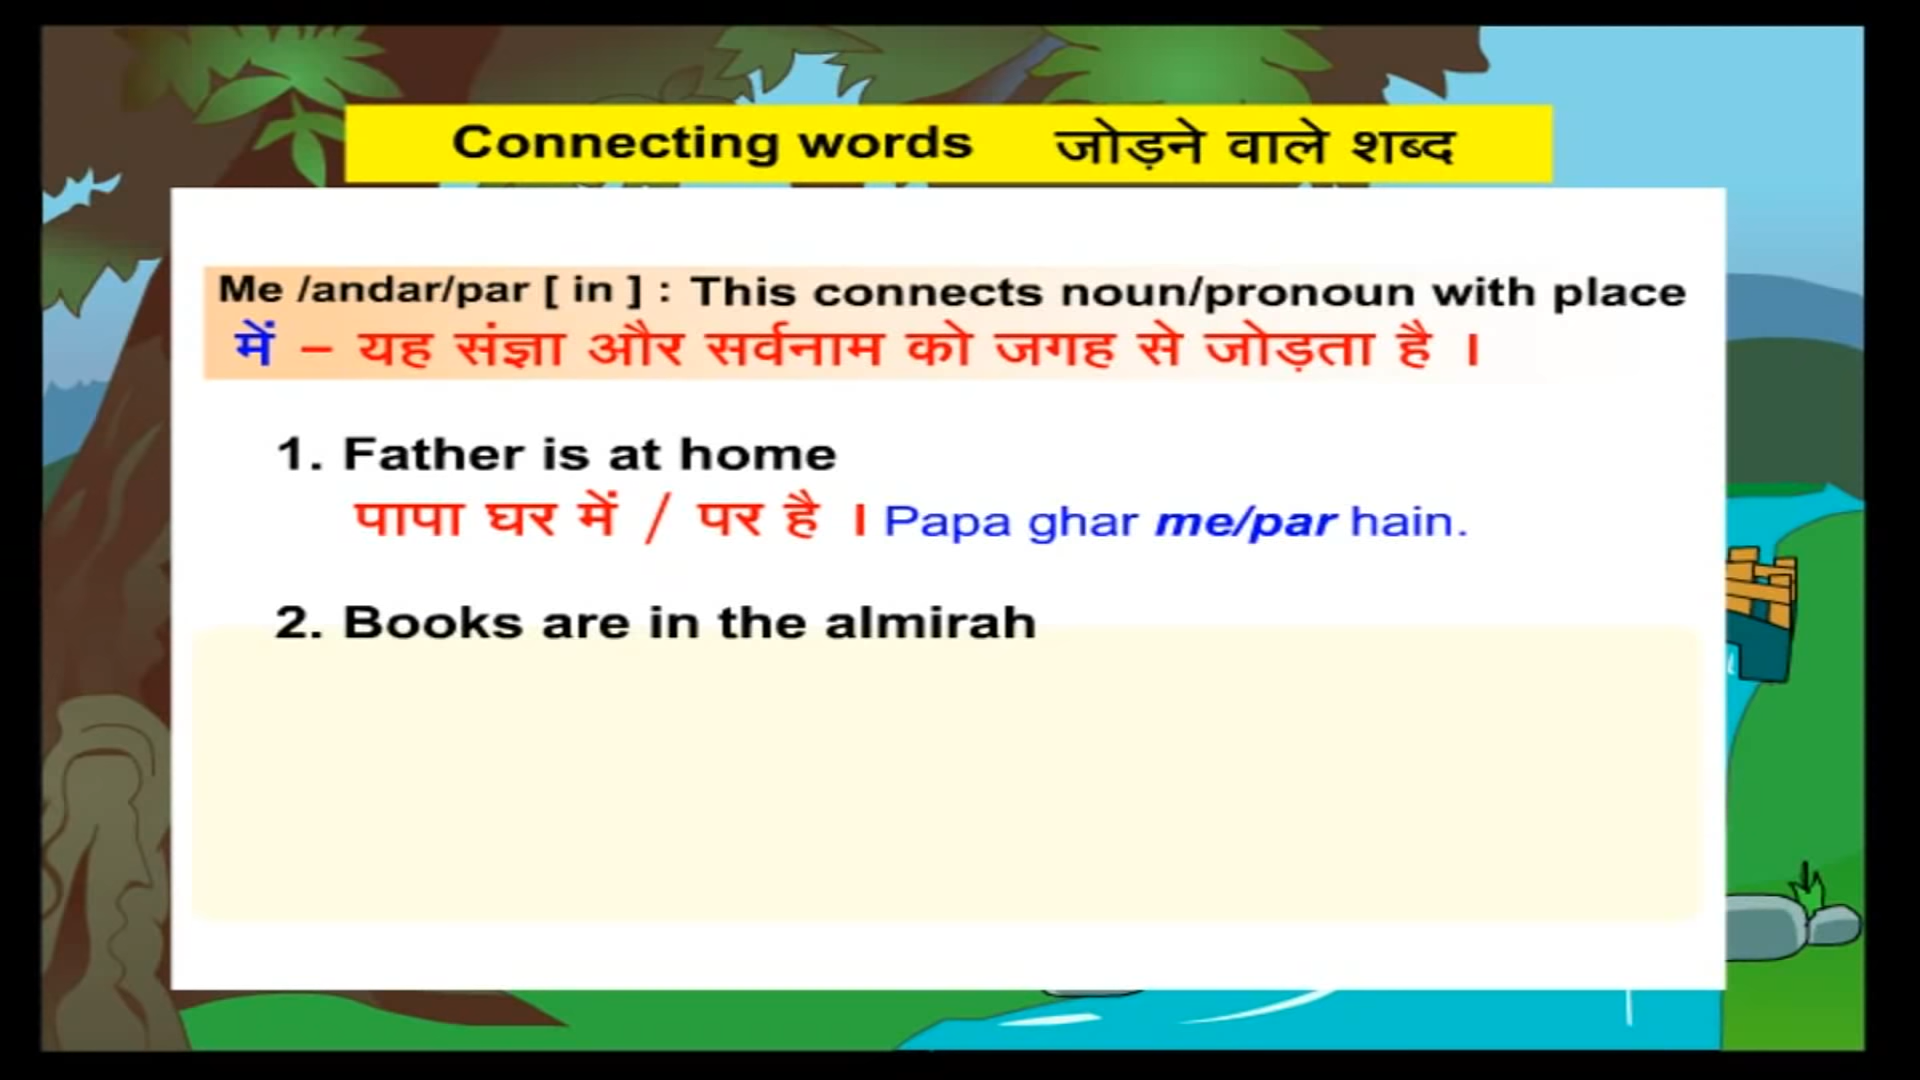 Connecting words जोड़ने वाले शब्द
Me /andar/par [ in ] : This connects noun/pronoun with place
में – यह संज्ञा और सर्वनाम को जगह से जोड़ता है ।
1. Father is at home
पापा घर में / पर है । Papa ghar me/par hain.
2. Books are in the almirah